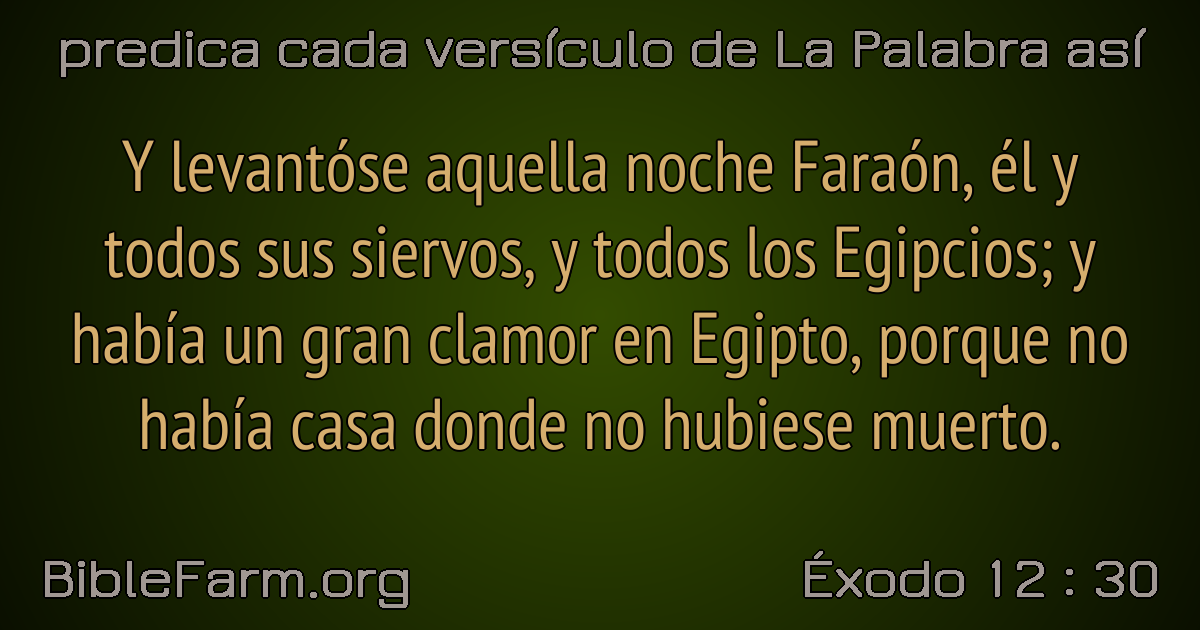 predica cada versículo de La Palabra así
Y levantóse aquella noche Faraón, él y
todos sus siervos, y todos los Egipcios; y
había un gran clamor en Egipto, porque no
había casa donde no hubiese muerto.
BibleFarm.org
Éxodo 12 : 30